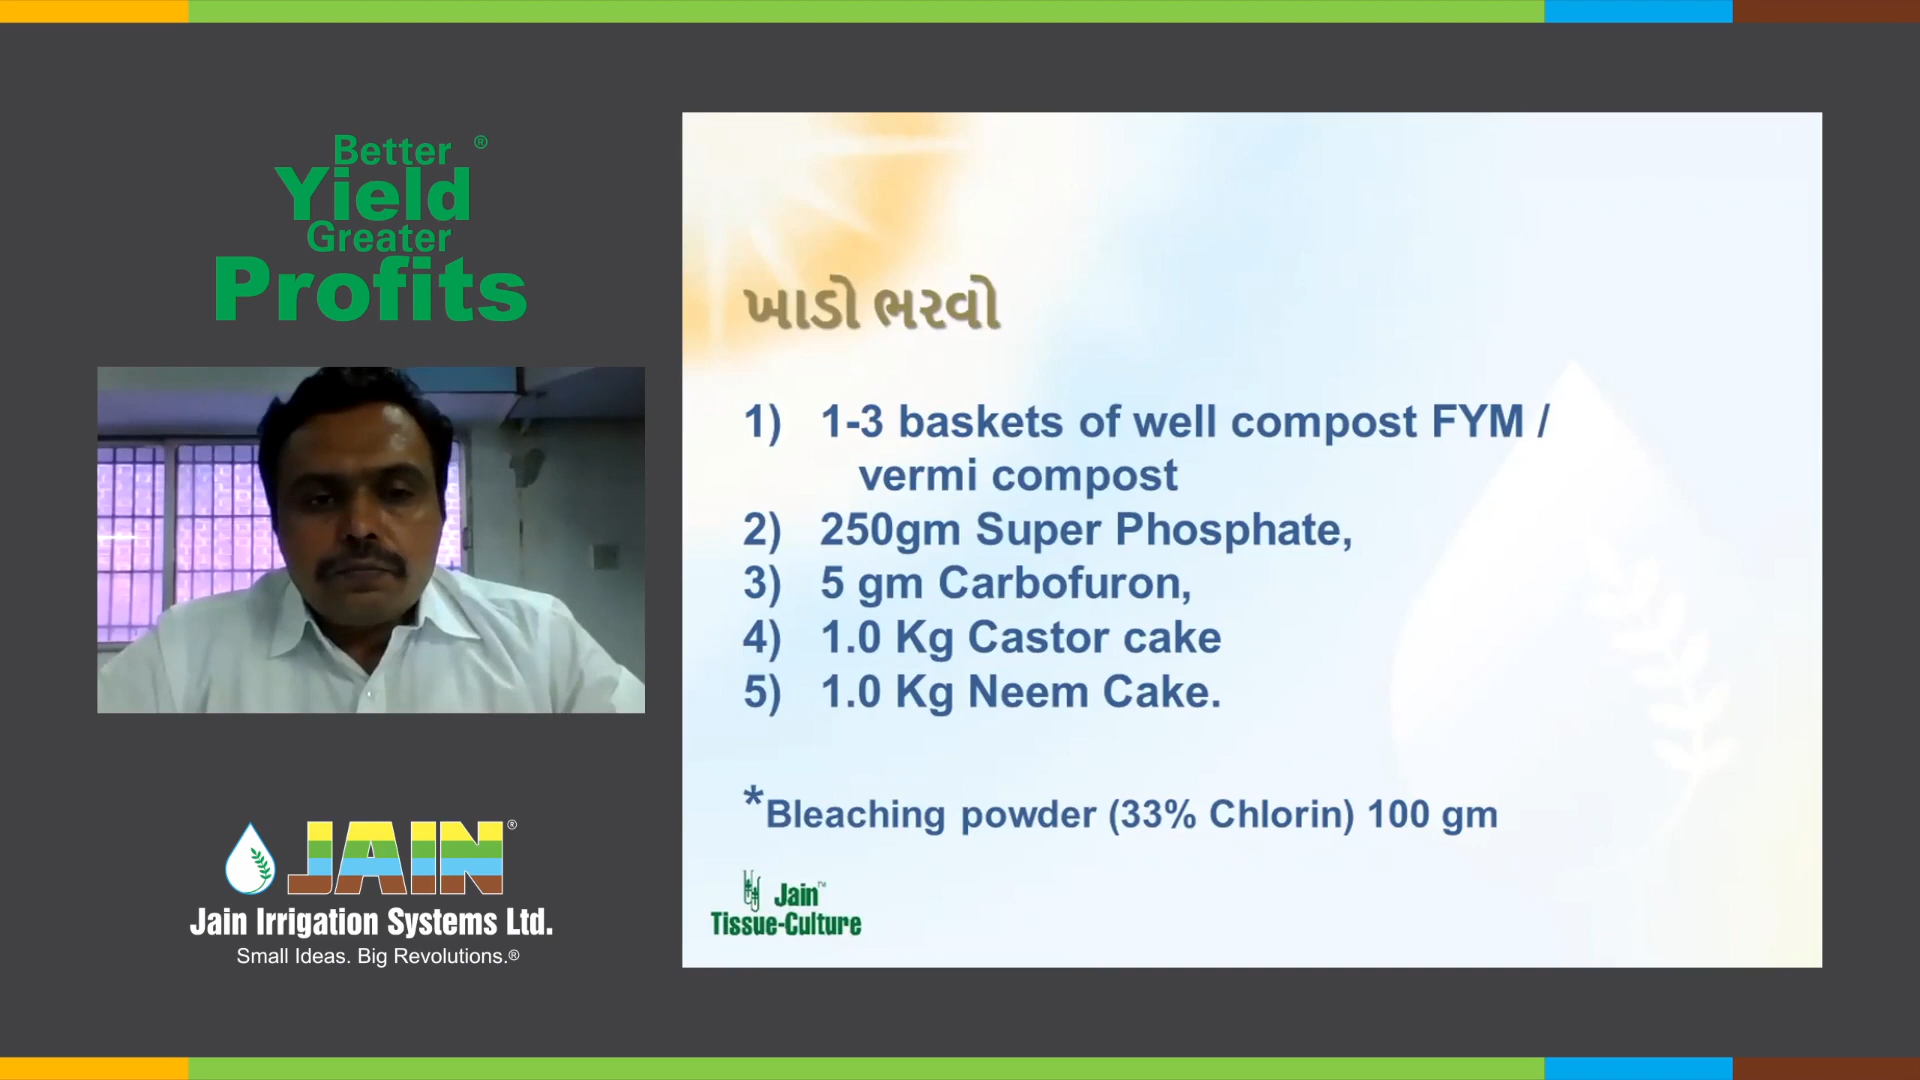 Better ®
Yield
Greater
Profits
JAIN ®
Jain Irrigation Systems Ltd.
Small Ideas. Big Revolutions.®
ખાડો ભરવો
1) 1-3 baskets of well compost FYM /
vermi compost
2) 250gm Super Phosphate,
3) 5 gm Carbofuron,
4) 1.0 Kg Castor cake
5) 1.0 Kg Neem Cake.
*Bleaching powder (33% Chlorin) 100 gm
Jain™
Tissue-Culture